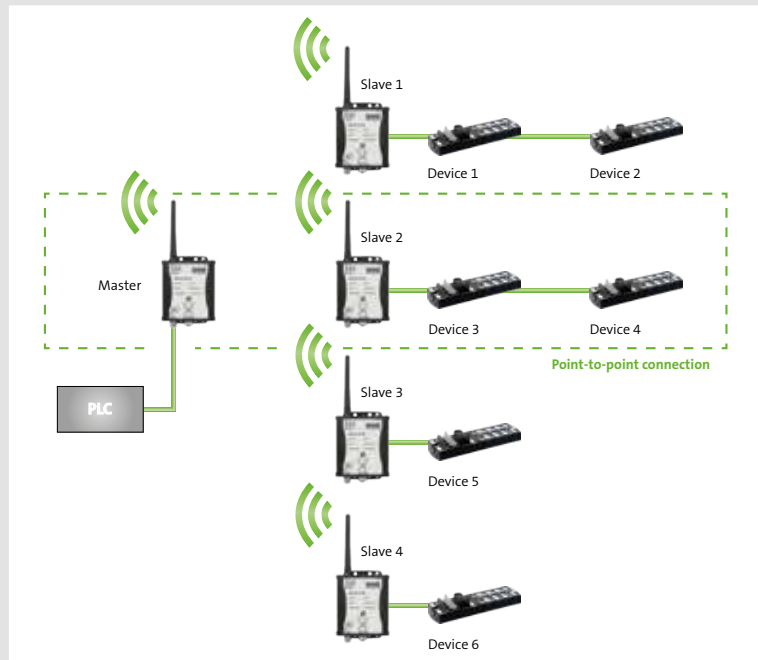 Slave 1
Device 1
Device 2
Slave 2
Master
Device 3
Device 4
Point-to-point connection
Slave 3
PLC
Device 5
Slave 4
Device 6